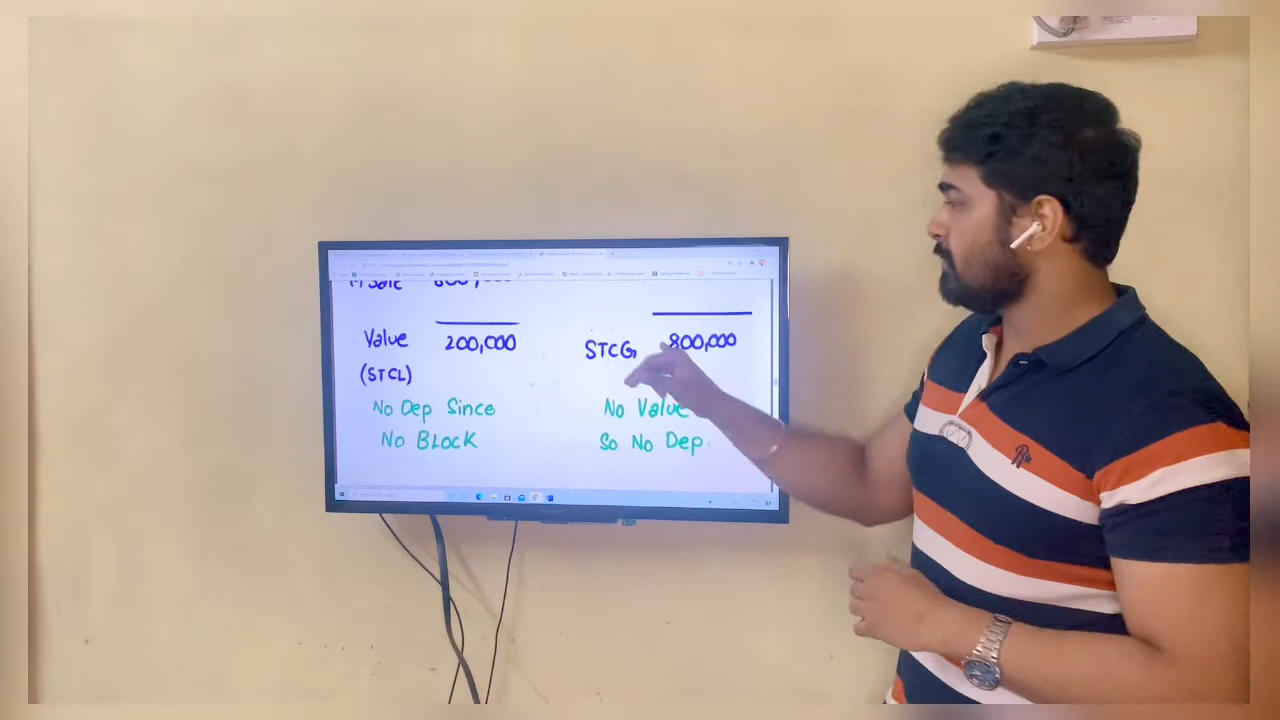 Value 200,000
(STCL)
No Dep Since
No Block
STCG 800,000
No Value
So No Dep.